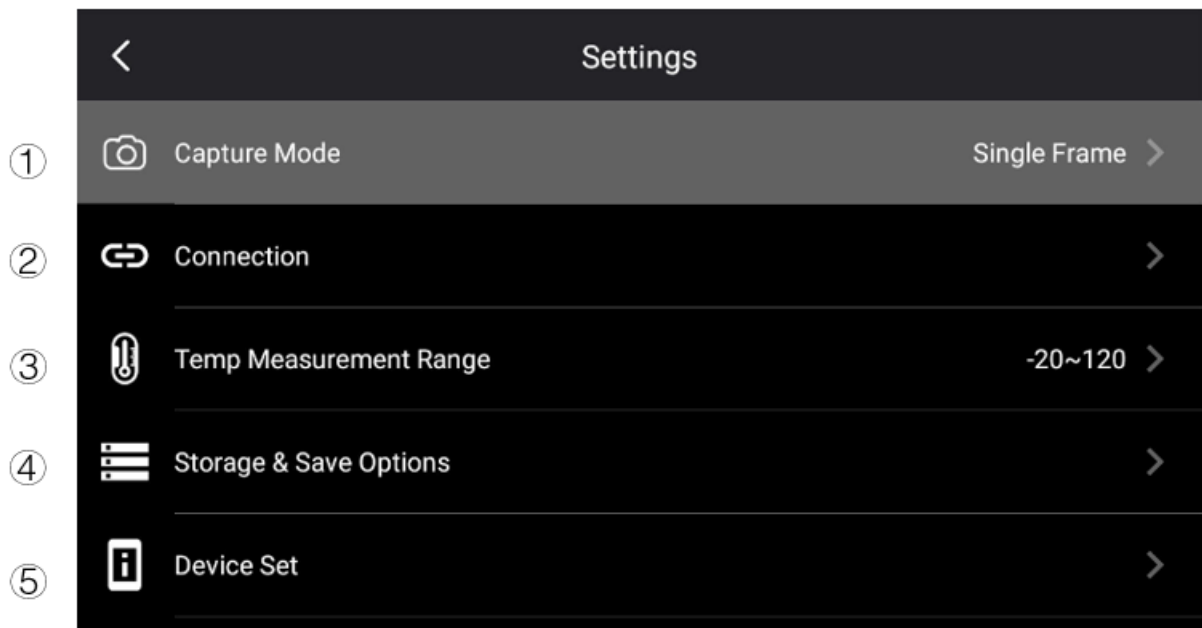 Settings
① Capture Mode Single Frame
② Connection
③ Temp Measurement Range -20~120
④ Storage & Save Options
⑤ Device Set